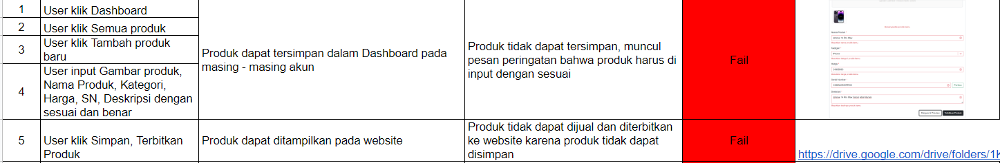 1
User klik Dashboard
2
User klik Semua produk
3
User klik Tambah produk
baru
4
User input Gambar produk,
Nama Produk, Kategori,
Harga, SN, Deskripsi dengan
sesuai dan benar
Produk dapat tersimpan dalam Dashboard pada
masing - masing akun
Produk tidak dapat tersimpan, muncul
pesan peringatan bahwa produk harus di
input dengan sesuai
Fail
5
User klik Simpan, Terbitkan
Produk
Produk dapat ditampilkan pada website
Produk tidak dapat dijual dan diterbitkan
ke website karena produk tidak dapat
disimpan
Fail
https://drive.google.com/drive/folders/1K